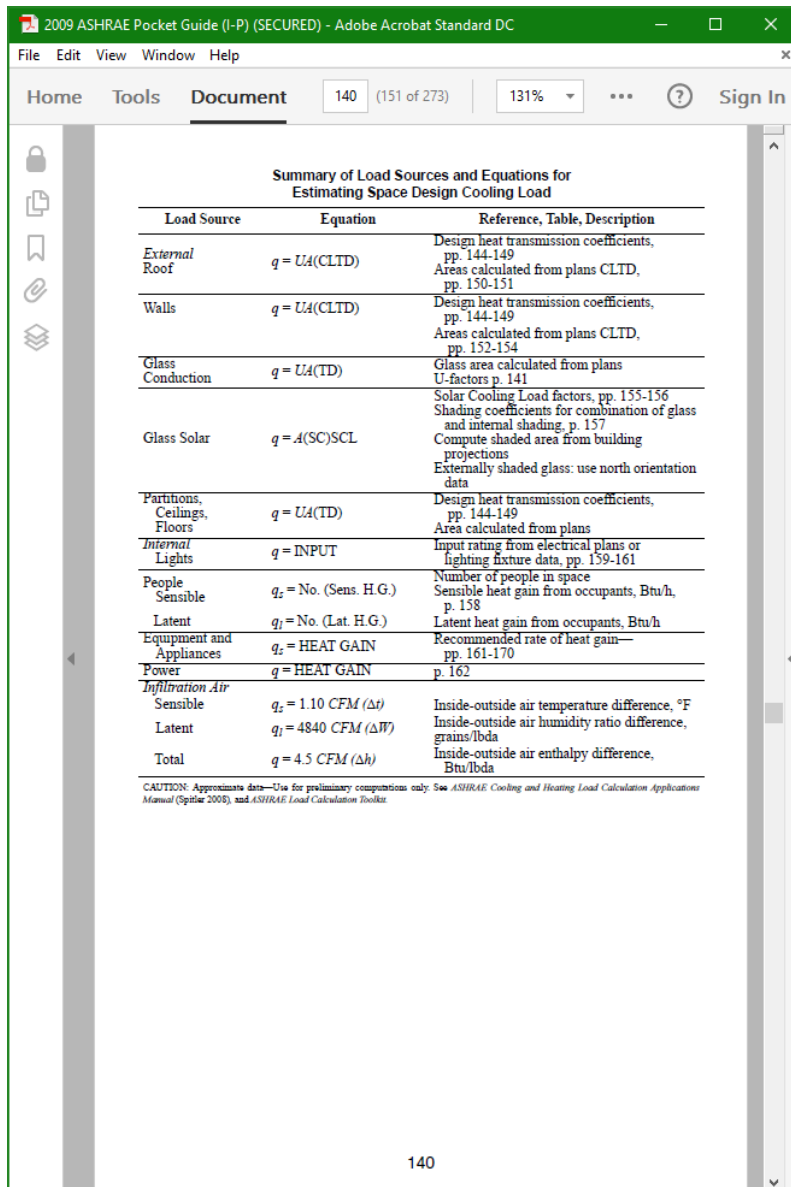 2009 ASHRAE Pocket Guide (I-P) (SECURED) - Adobe Acrobat Standard DC
File Edit View Window Help
Home Tools Document 140 (151 of 273) 131% Sign In
Summary of Load Sources and Equations for
Estimating Space Design Cooling Load
Load Source Equation Reference, Table, Description
External
Roof
q = UA(CLTD)
Design heat transmission coefficients,
pp. 144-149
Areas calculated from plans CLTD,
pp. 150-151
Walls
q = UA(CLTD)
Design heat transmission coefficients,
pp. 144-149
Areas calculated from plans CLTD,
pp. 152-154
Glass
Conduction
q = UA(TD)
Glass area calculated from plans
U-factors p. 141
Glass Solar
q = A(SC)SCL
Solar Cooling Load factors, pp. 155-156
Shading coefficients for combination of glass
and internal shading, p. 157
Compute shaded area from building
projections
Externally shaded glass: use north orientation
data
Partitions,
Ceilings,
Floors
q = UA(TD)
Design heat transmission coefficients,
pp. 144-149
Area calculated from plans
Internal
Lights
q = INPUT
Input rating from electrical plans or
lighting fixture data, pp. 159-161
People
Sensible
qs = No. (Sens. H.G.)
Number of people in space
Sensible heat gain from occupants, Btu/h,
p. 158
Latent
ql = No. (Lat. H.G.)
Latent heat gain from occupants, Btu/h
Equipment and
Appliances
qs = HEAT GAIN
Recommended rate of heat gain—
pp. 161-170
Power
q = HEAT GAIN
p. 162
Infiltration Air
Sensible
qs = 1.10 CFM (Δt)
Inside-outside air temperature difference, °F
Latent
ql = 4840 CFM (ΔW)
Inside-outside air humidity ratio difference,
grains/lbda
Total
q = 4.5 CFM (Δh)
Inside-outside air enthalpy difference,
Btu/lbda
CAUTION: Approximate data—Use for preliminary computations only. See ASHRAE Cooling and Heating Load Calculation Applications
Manual (Spitler 2008), and ASHRAE Load Calculation Toolkit.
140